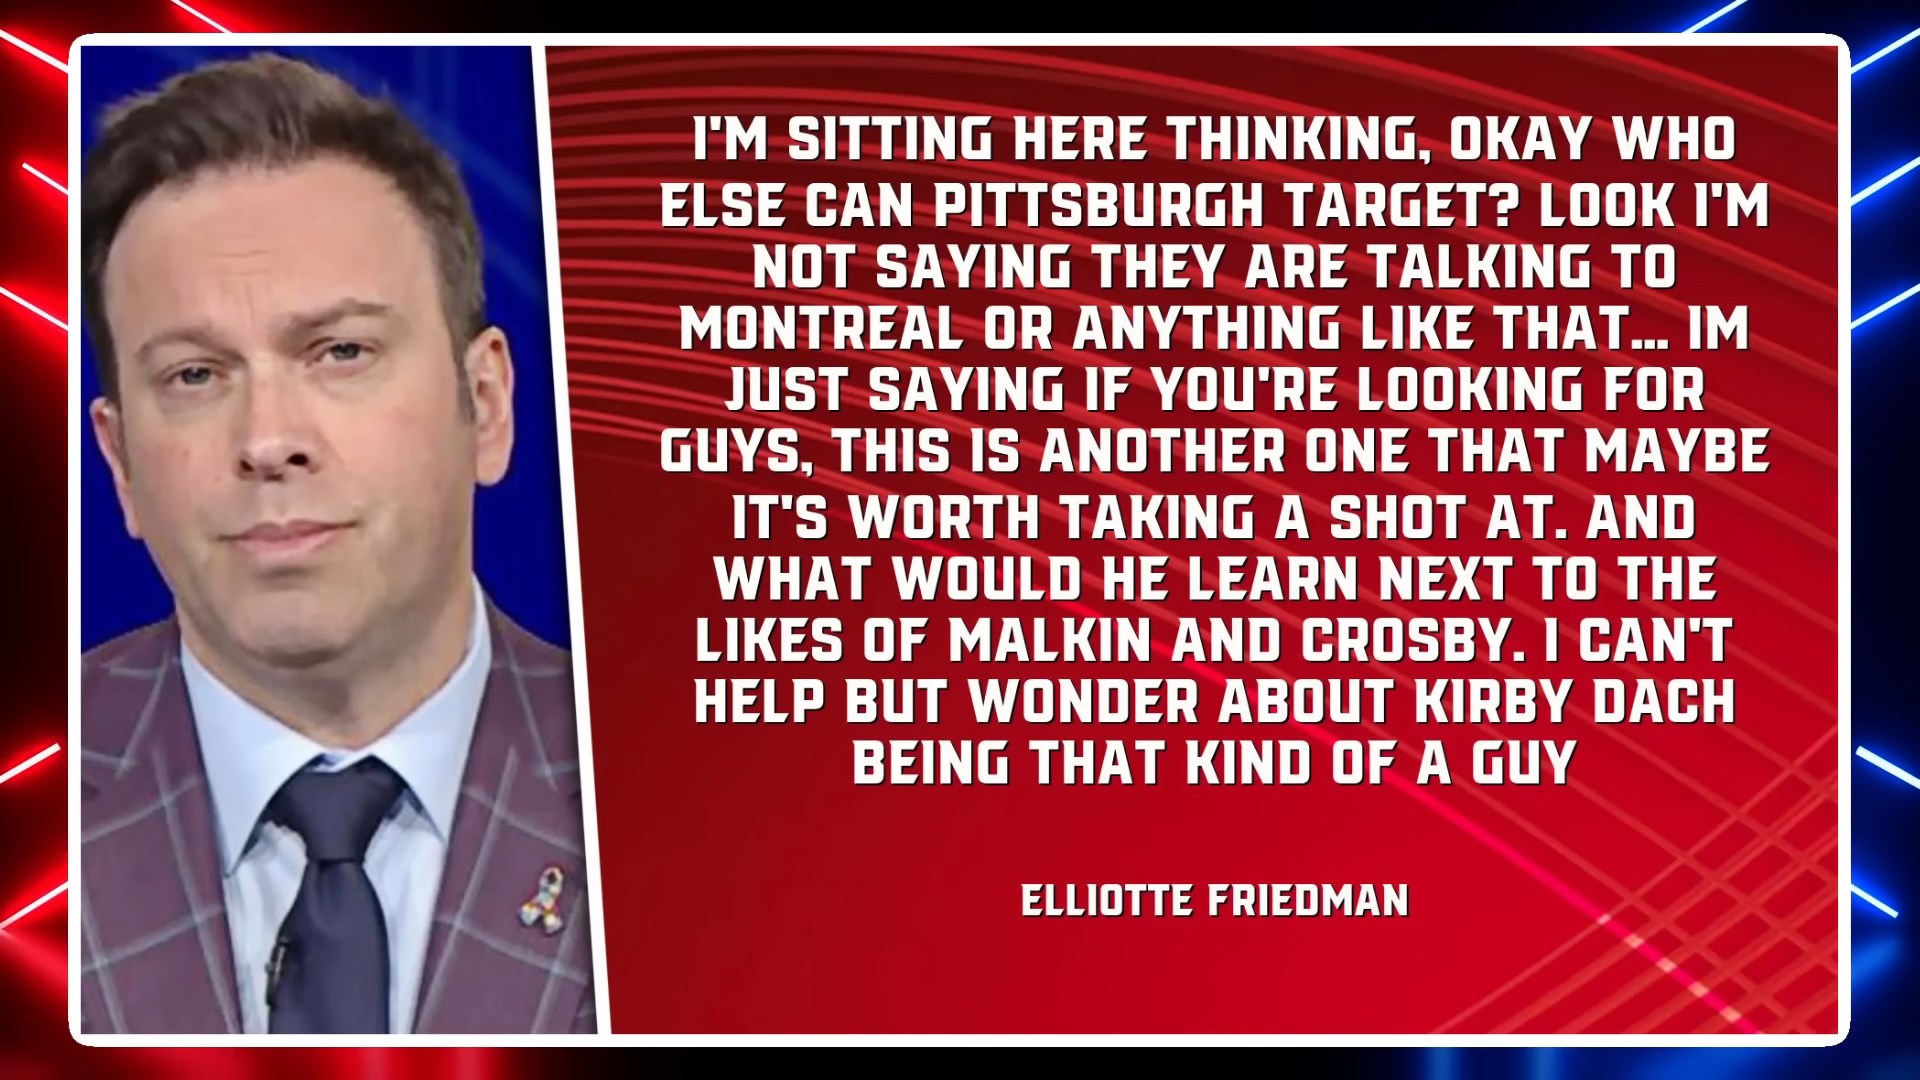 I'M SITTING HERE THINKING, OKAY WHO
ELSE CAN PITTSBURGH TARGET? LOOK I'M
NOT SAYING THEY ARE TALKING TO
MONTREAL OR ANYTHING LIKE THAT... IM
JUST SAYING IF YOU'RE LOOKING FOR
GUYS, THIS IS ANOTHER ONE THAT MAYBE
IT'S WORTH TAKING A SHOT AT. AND
WHAT WOULD HE LEARN NEXT TO THE
LIKES OF MALKIN AND CROSBY. I CAN'T
HELP BUT WONDER ABOUT KIRBY DACH
BEING THAT KIND OF A GUY
ELLIOTTE FRIEDMAN